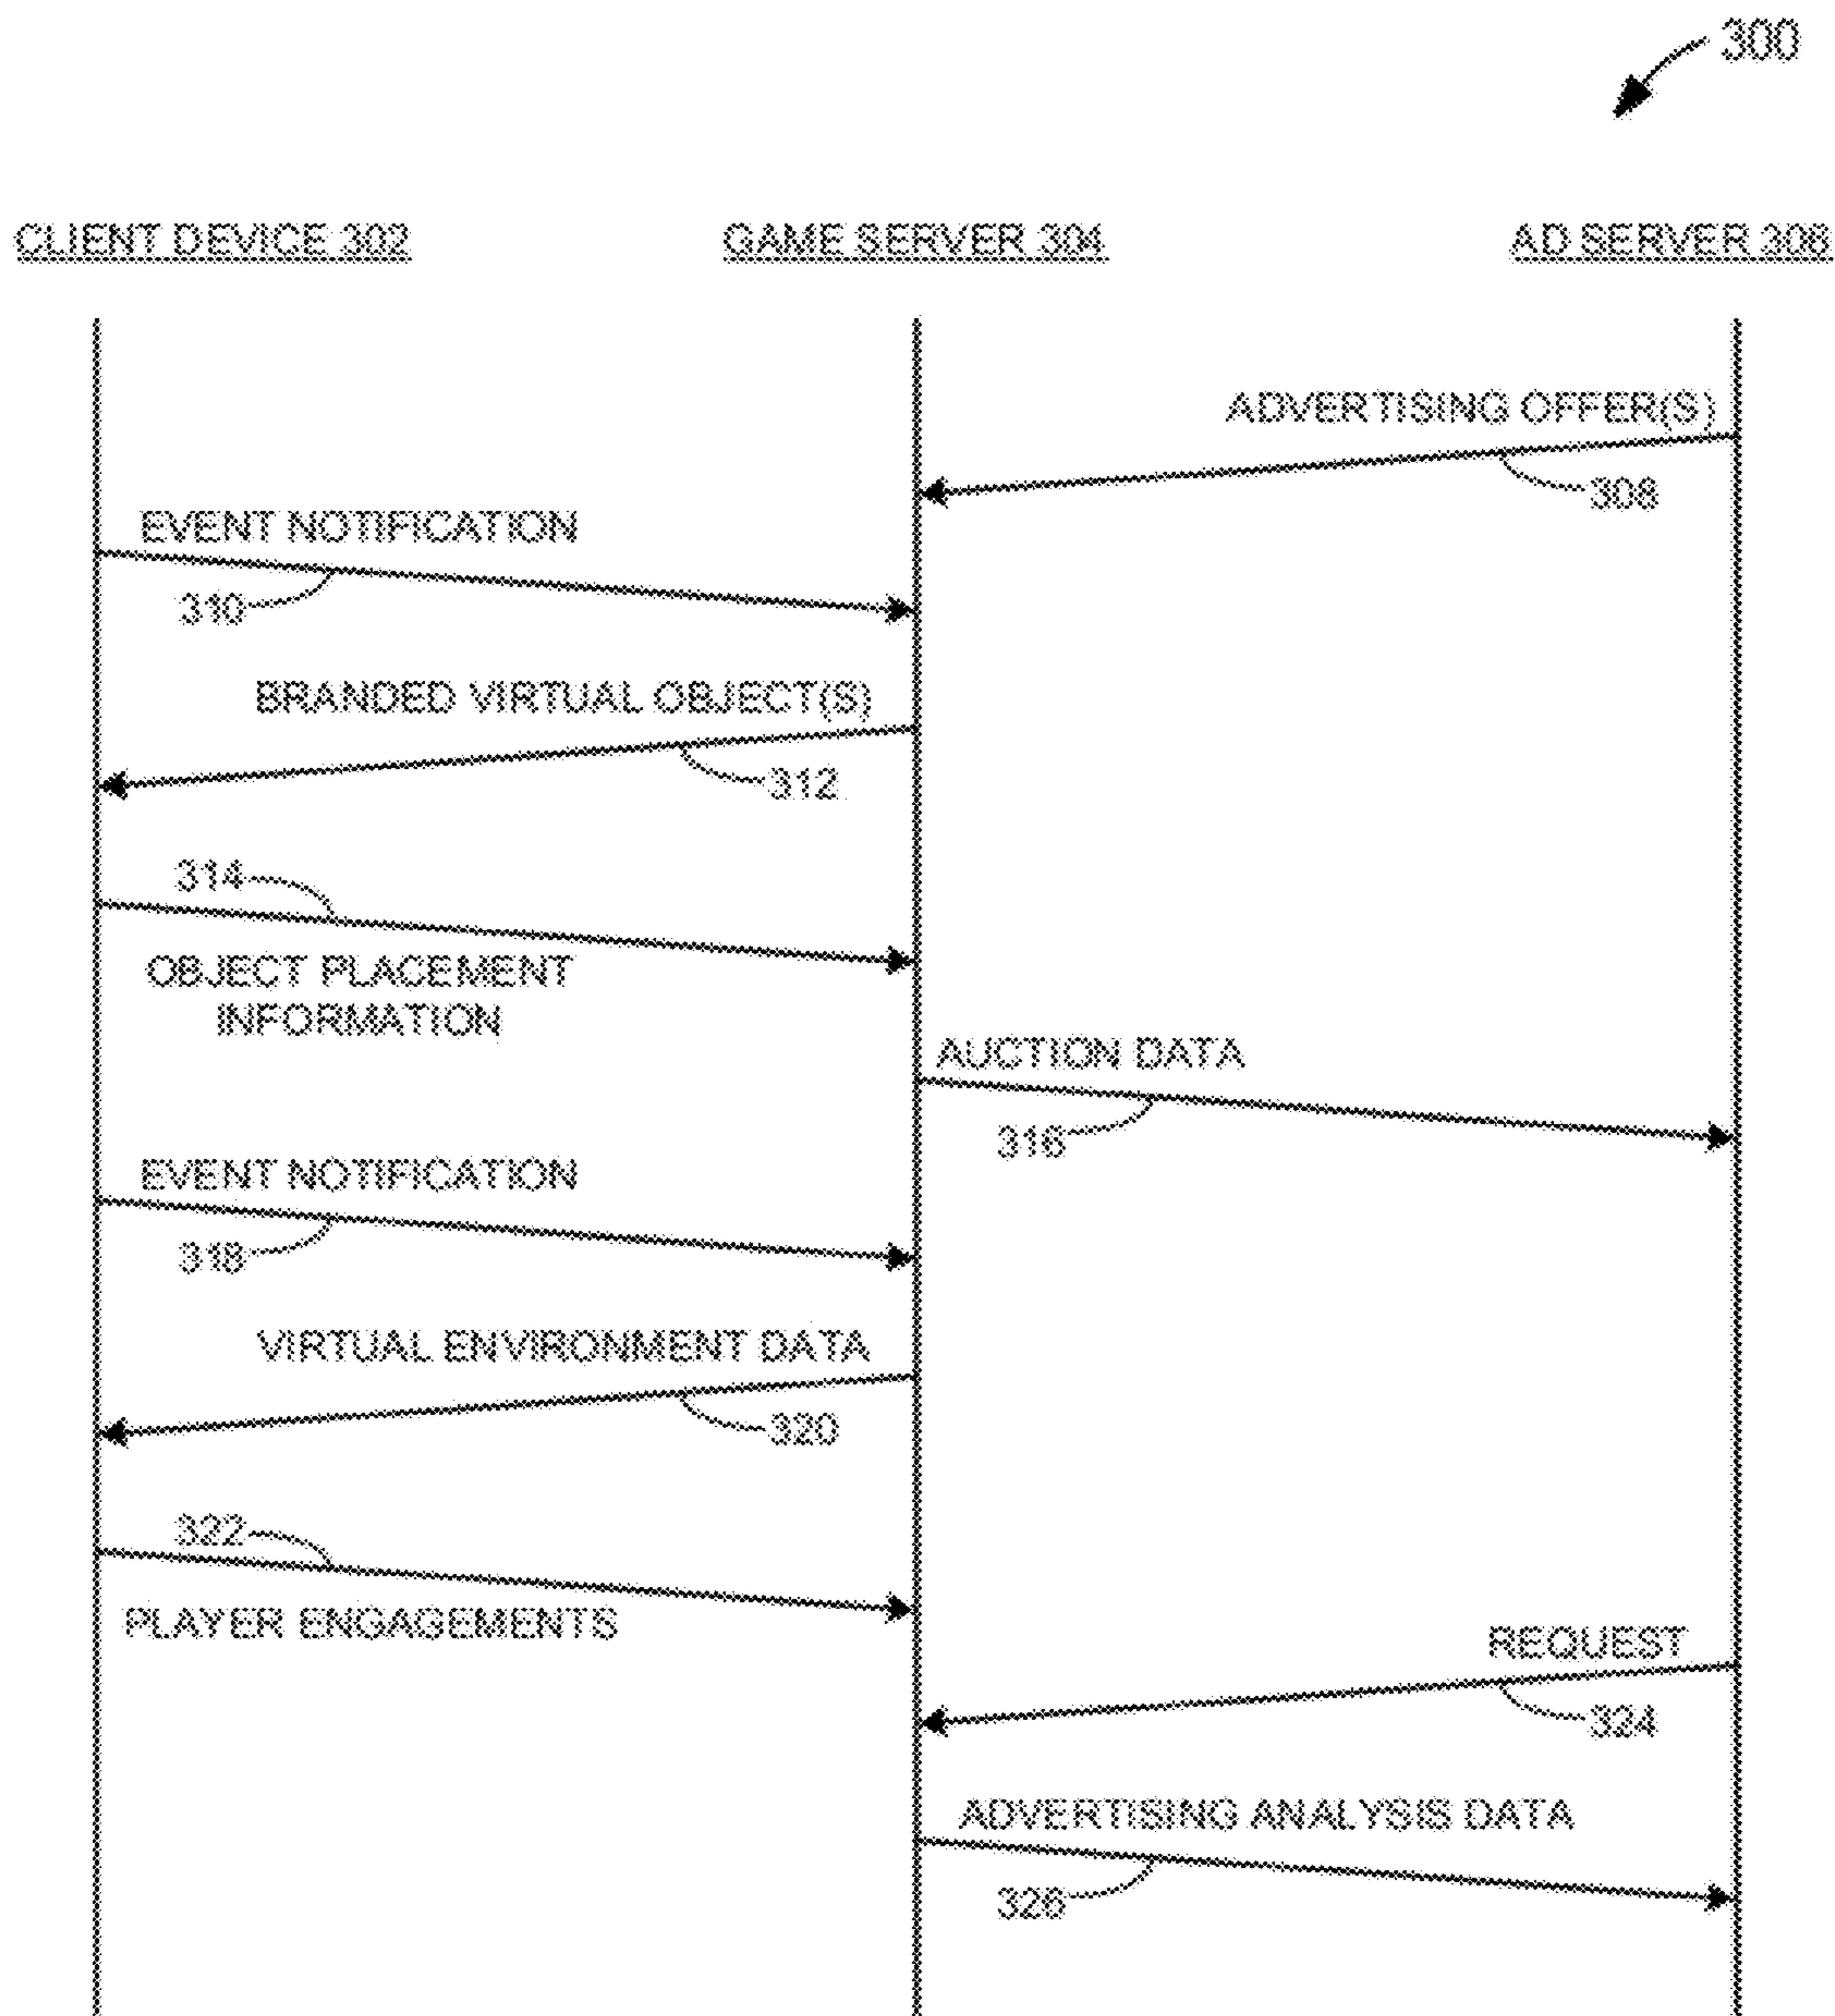 300
CLIENT DEVICE 302
GAME SERVER 304
AD SERVER 306
ADVERTISING OFFER(S)
308
EVENT NOTIFICATION
310
BRANDED VIRTUAL OBJECT(S)
312
314
OBJECT PLACEMENT
INFORMATION
AUCTION DATA
316
EVENT NOTIFICATION
318
VIRTUAL ENVIRONMENT DATA
320
322
PLAYER ENGAGEMENTS
REQUEST
324
ADVERTISING ANALYSIS DATA
326